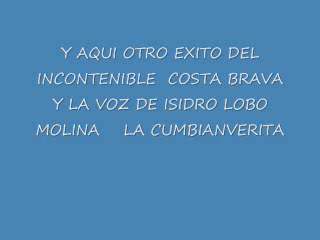 Y AQUI OTRO EXITO DEL
INCONTENIBLE COSTA BRAVA
Y LA VOZ DE ISIDRO LOBO
MOLINA LA CUMBIANVERITA